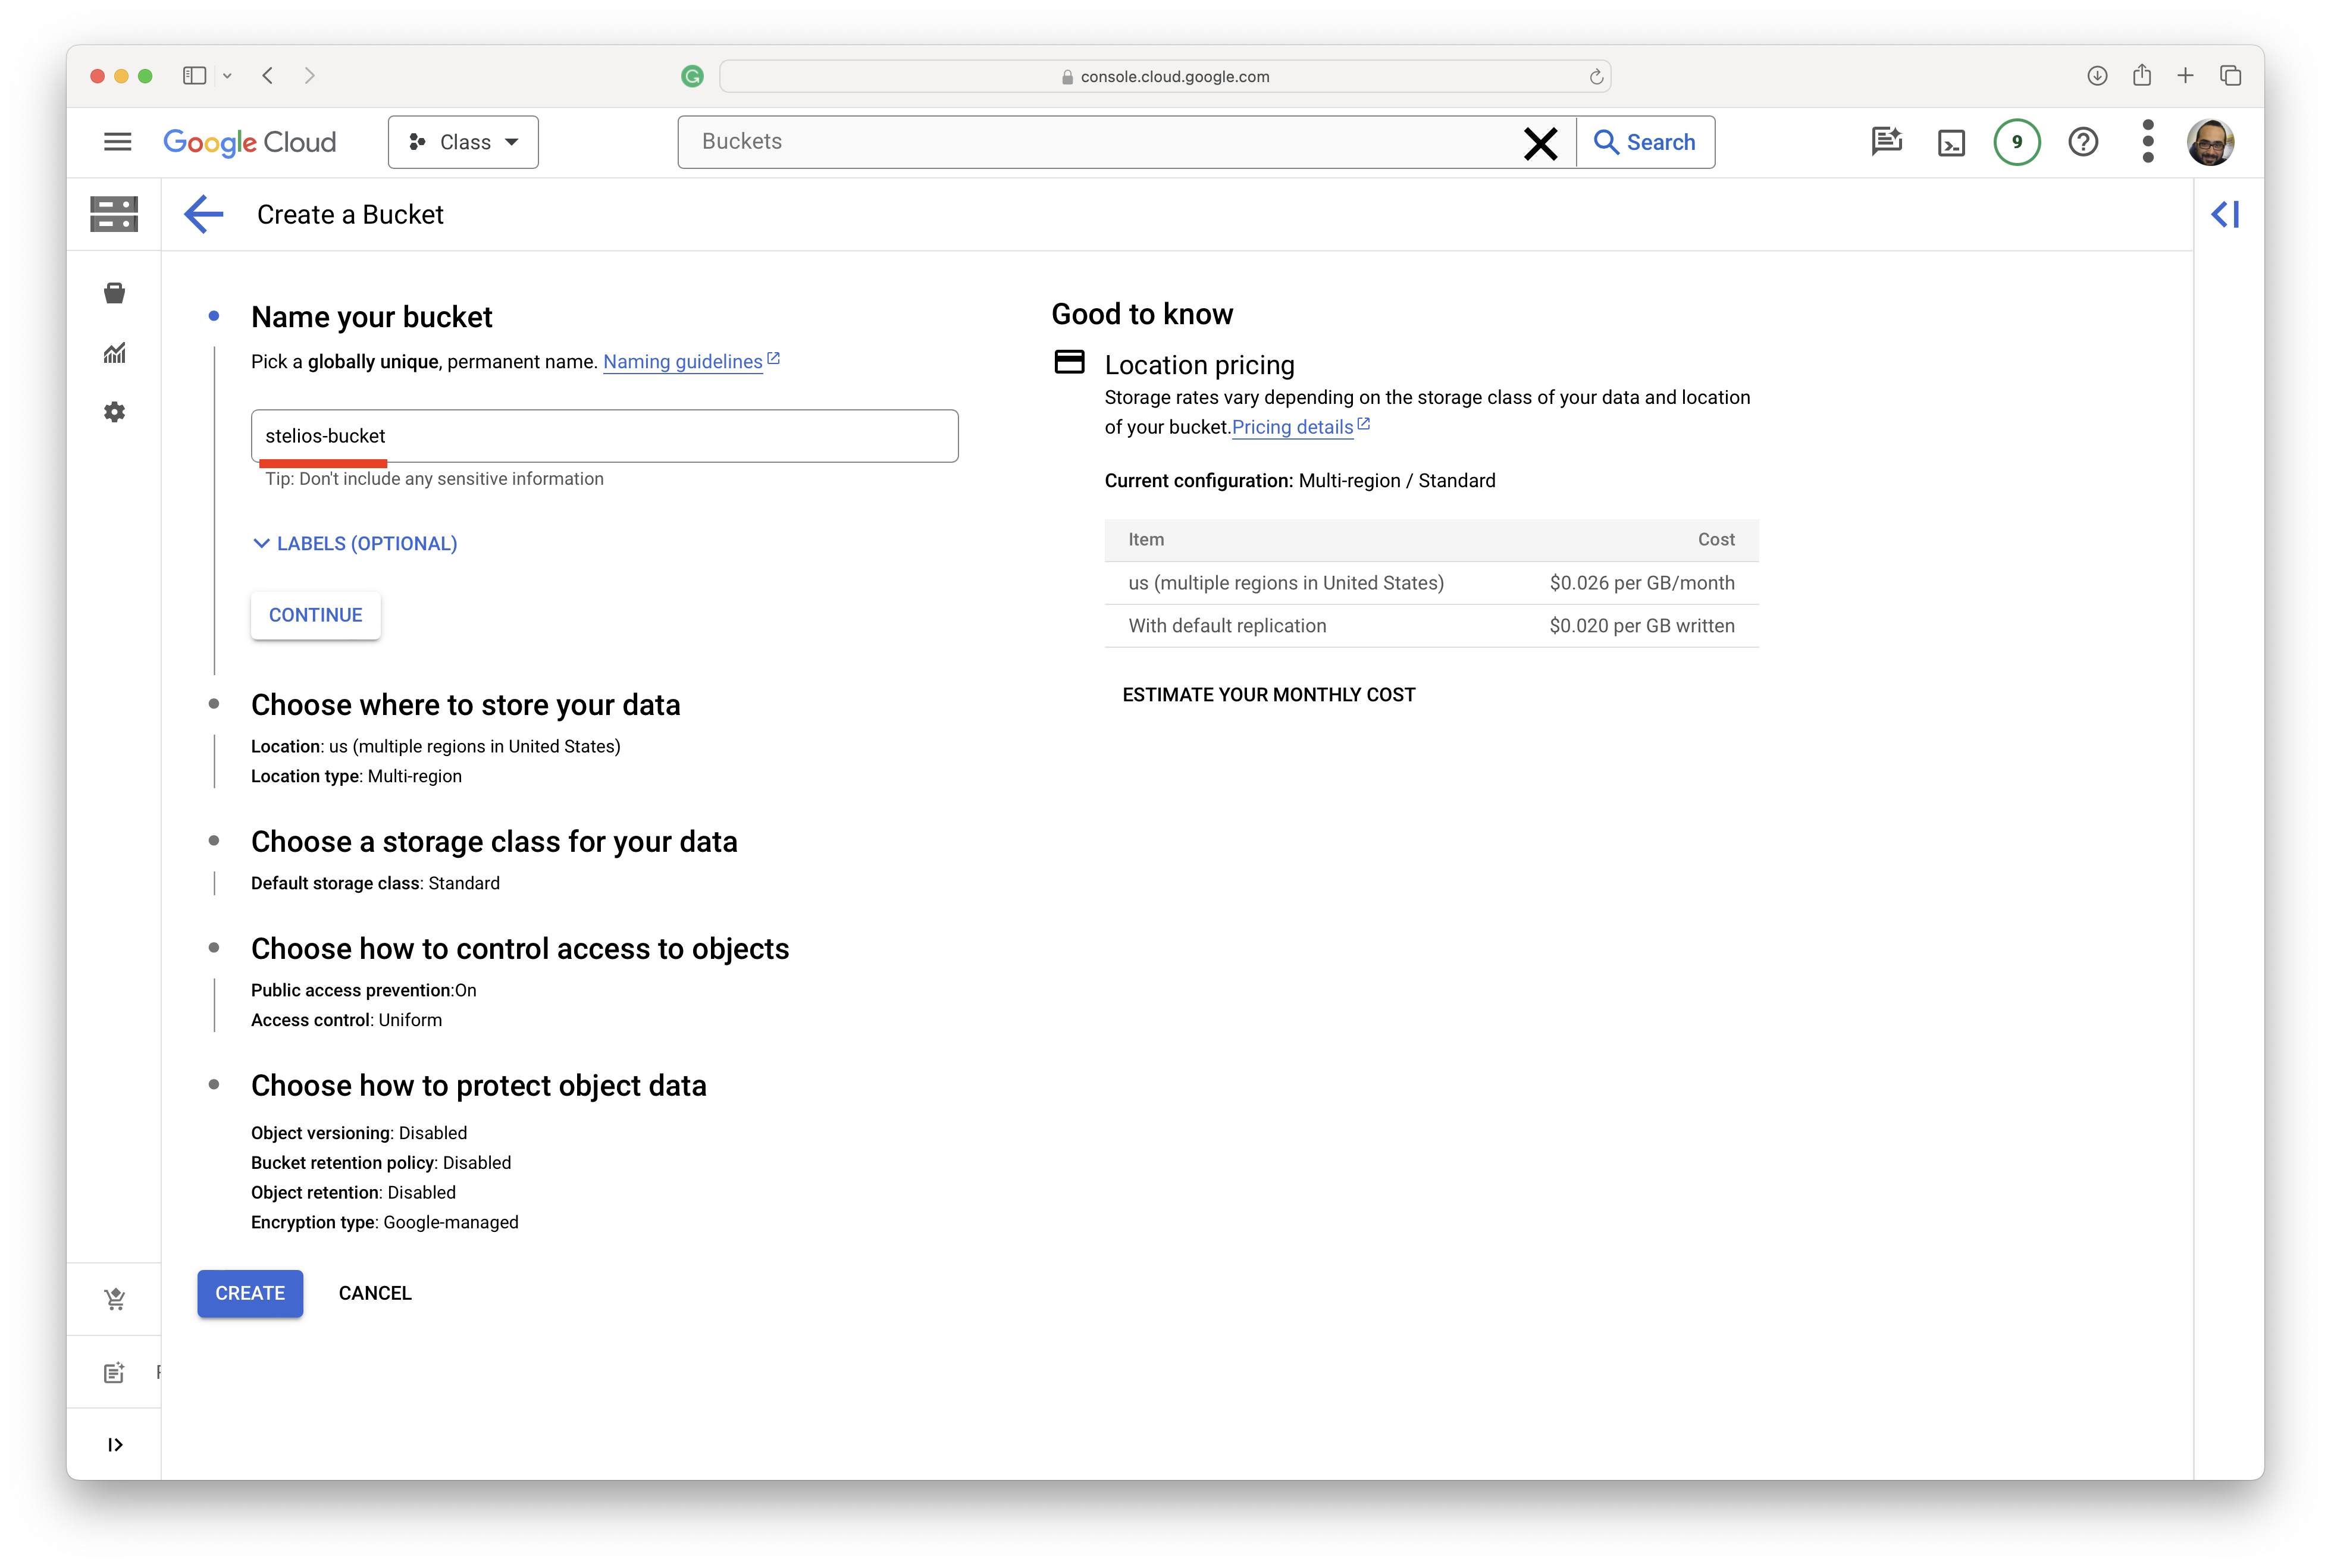 console.cloud.google.com
Google Cloud
Class
Buckets
Search
9
Create a Bucket
Name your bucket
Pick a globally unique, permanent name. Naming guidelines
stelios-bucket
Tip: Don't include any sensitive information
LABELS (OPTIONAL)
CONTINUE
Choose where to store your data
Location: us (multiple regions in United States)
Location type: Multi-region
Choose a storage class for your data
Default storage class: Standard
Choose how to control access to objects
Public access prevention:On
Access control: Uniform
Choose how to protect object data
Object versioning: Disabled
Bucket retention policy: Disabled
Object retention: Disabled
Encryption type: Google-managed
CREATE
CANCEL
Good to know
Location pricing
Storage rates vary depending on the storage class of your data and location
of your bucket.Pricing details
Current configuration: Multi-region / Standard
Item Cost
us (multiple regions in United States) $0.026 per GB/month
With default replication $0.020 per GB written
ESTIMATE YOUR MONTHLY COST